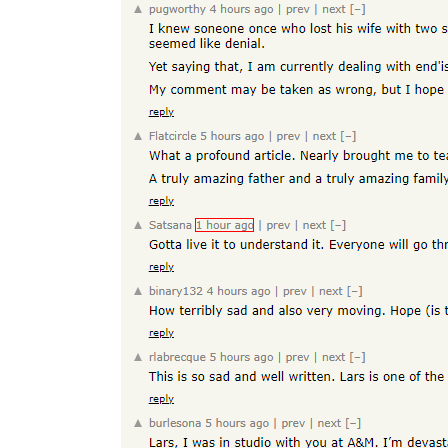 ▲ pugworthy 4 hours ago | prev | next [–]
I knew soneone once who lost his wife with two s
seemed like denial.
Yet saying that, I am currently dealing with end'is
My comment may be taken as wrong, but I hope
reply
▲ Flatcircle 5 hours ago | prev | next [–]
What a profound article. Nearly brought me to tea
A truly amazing father and a truly amazing family
reply
▲ Satsana 1 hour ago | prev | next [–]
Gotta live it to understand it. Everyone will go thr
reply
▲ binary132 4 hours ago | prev | next [–]
How terribly sad and also very moving. Hope (is t
reply
▲ rlabrecque 5 hours ago | prev | next [–]
This is so sad and well written. Lars is one of the
reply
▲ burlesona 5 hours ago | prev | next [–]
Lars, I was in studio with you at A&M. I'm devast